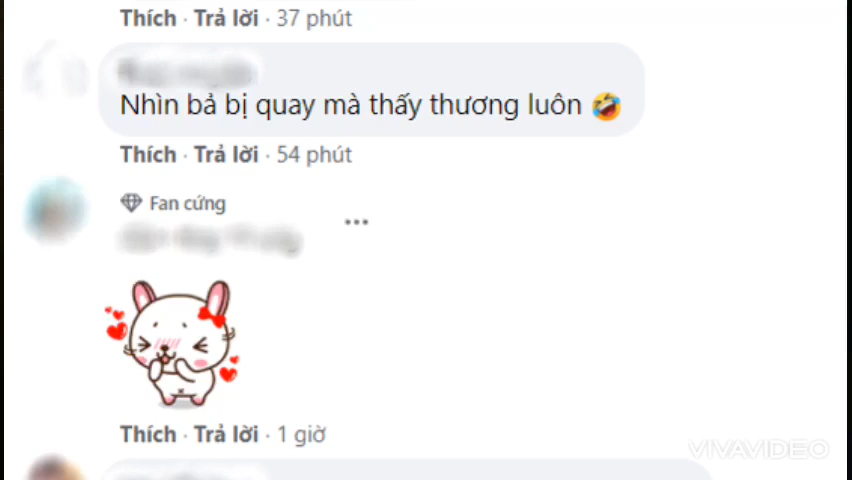 Thích · Trả lời · 37 phút
Nhìn bả bị quay mà thấy thương luôn 🤣
Thích · Trả lời · 54 phút
Fan cứng
Thích · Trả lời · 1 giờ
VIVAVIDEO